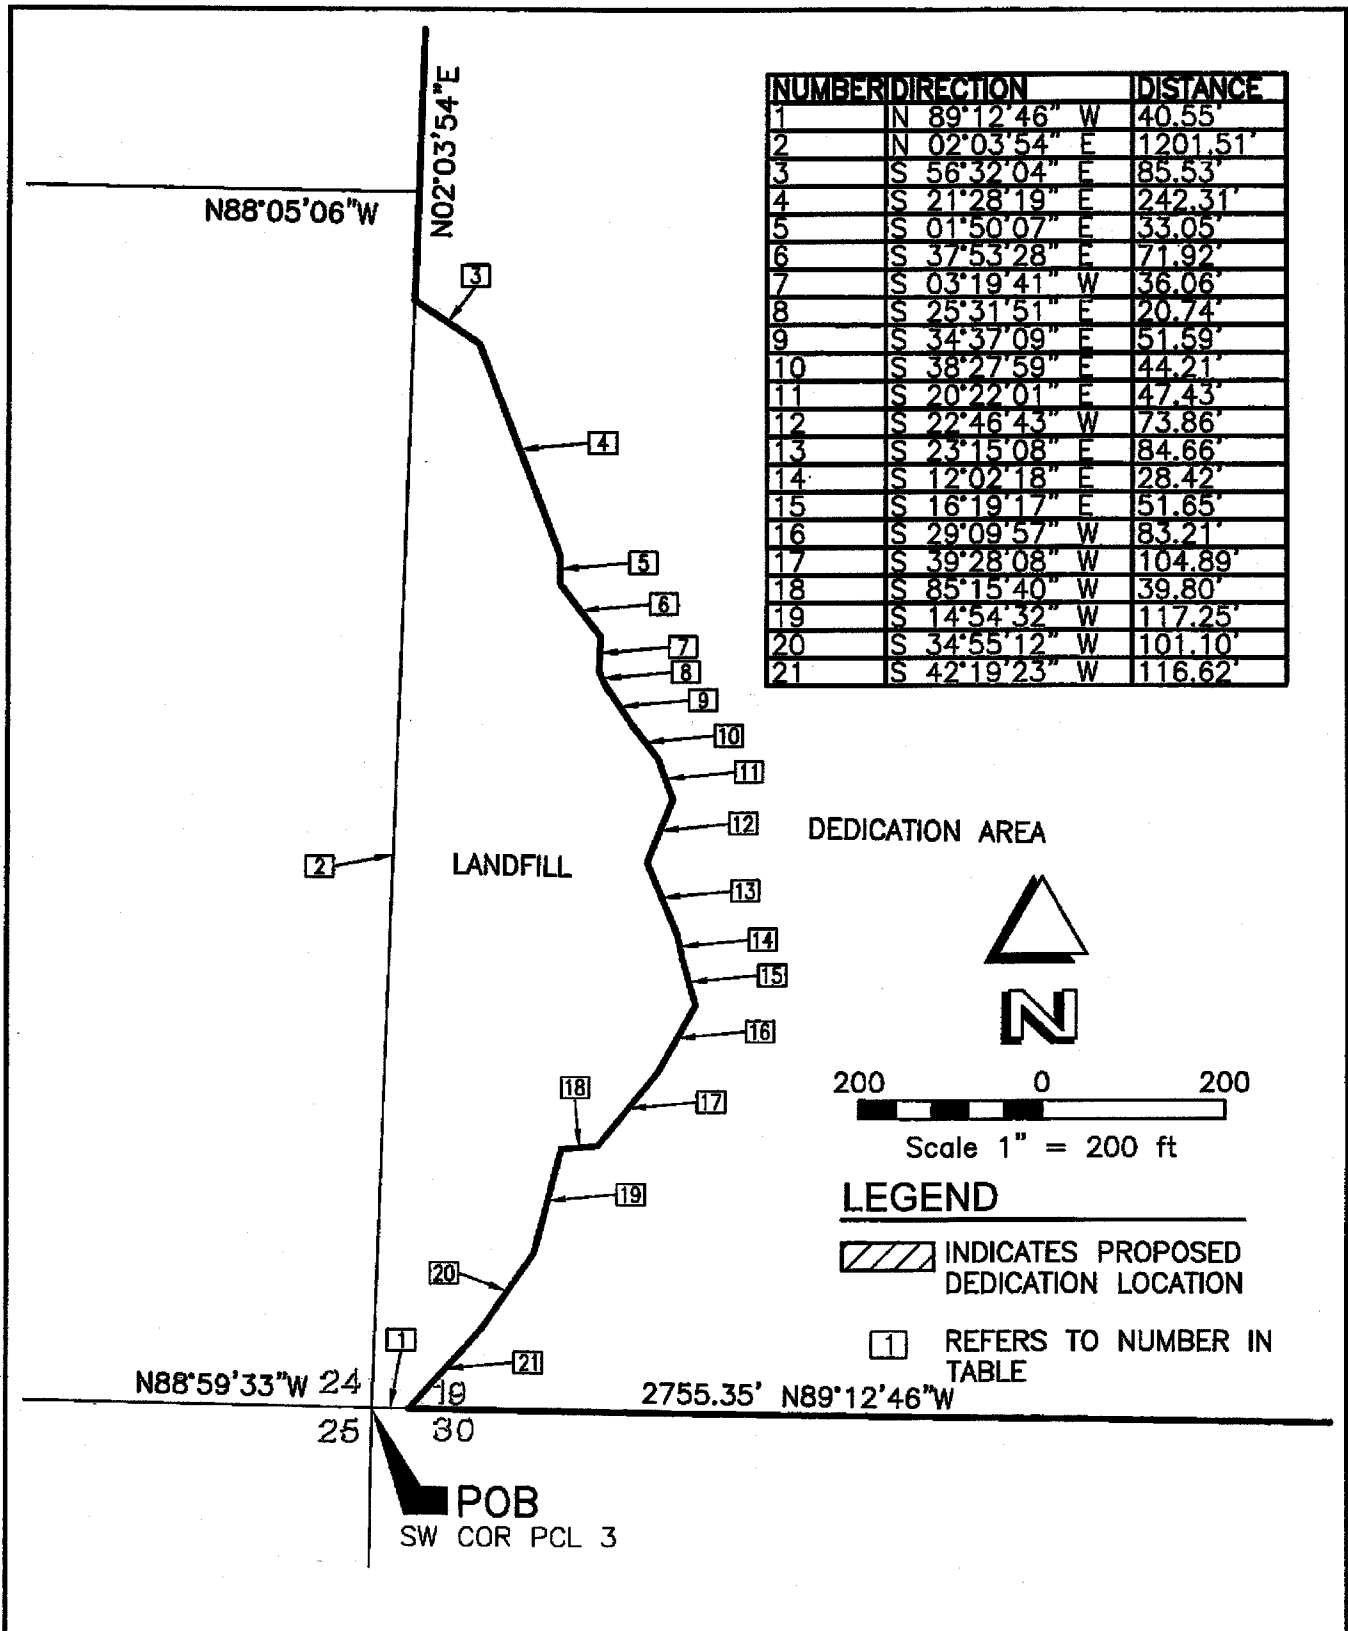 NUMBER DIRECTION DISTANCE
1 N 89°12'46" W 40.55'
2 N 02°03'54" E 1201.51'
3 S 56°32'04" E 85.53'
4 S 21°28'19" E 242.31'
5 S 01°50'07" E 33.05'
6 S 37°53'28" E 71.92'
7 S 03°19'41" W 36.06'
8 S 25°31'51" E 20.74'
9 S 34°37'09" E 51.59'
10 S 38°27'59" E 44.21'
11 S 20°22'01" E 47.43'
12 S 22°46'43" W 73.86'
13 S 23°15'08" E 84.66'
14 S 12°02'18" E 28.42'
15 S 16°19'17" E 51.65'
16 S 29°09'57" W 83.21'
17 S 39°28'08" W 104.89'
18 S 85°15'40" W 39.80'
19 S 14°54'32" W 117.25'
20 S 34°55'12" W 101.10'
21 S 42°19'23" W 116.62'
N02°03'54"E
N88°05'06"W
3
4
5
6
7
8
9
10
11
12
DEDICATION AREA
2
LANDFILL
13
14
15
N
16
200 0 200
18
17
Scale 1" = 200 ft
19
LEGEND
20
INDICATES PROPOSED
DEDICATION LOCATION
1
1 REFERS TO NUMBER IN
TABLE
21
N88°59'33"W 24 19
2755.35' N89°12'46"W
25 30
POB
SW COR PCL 3